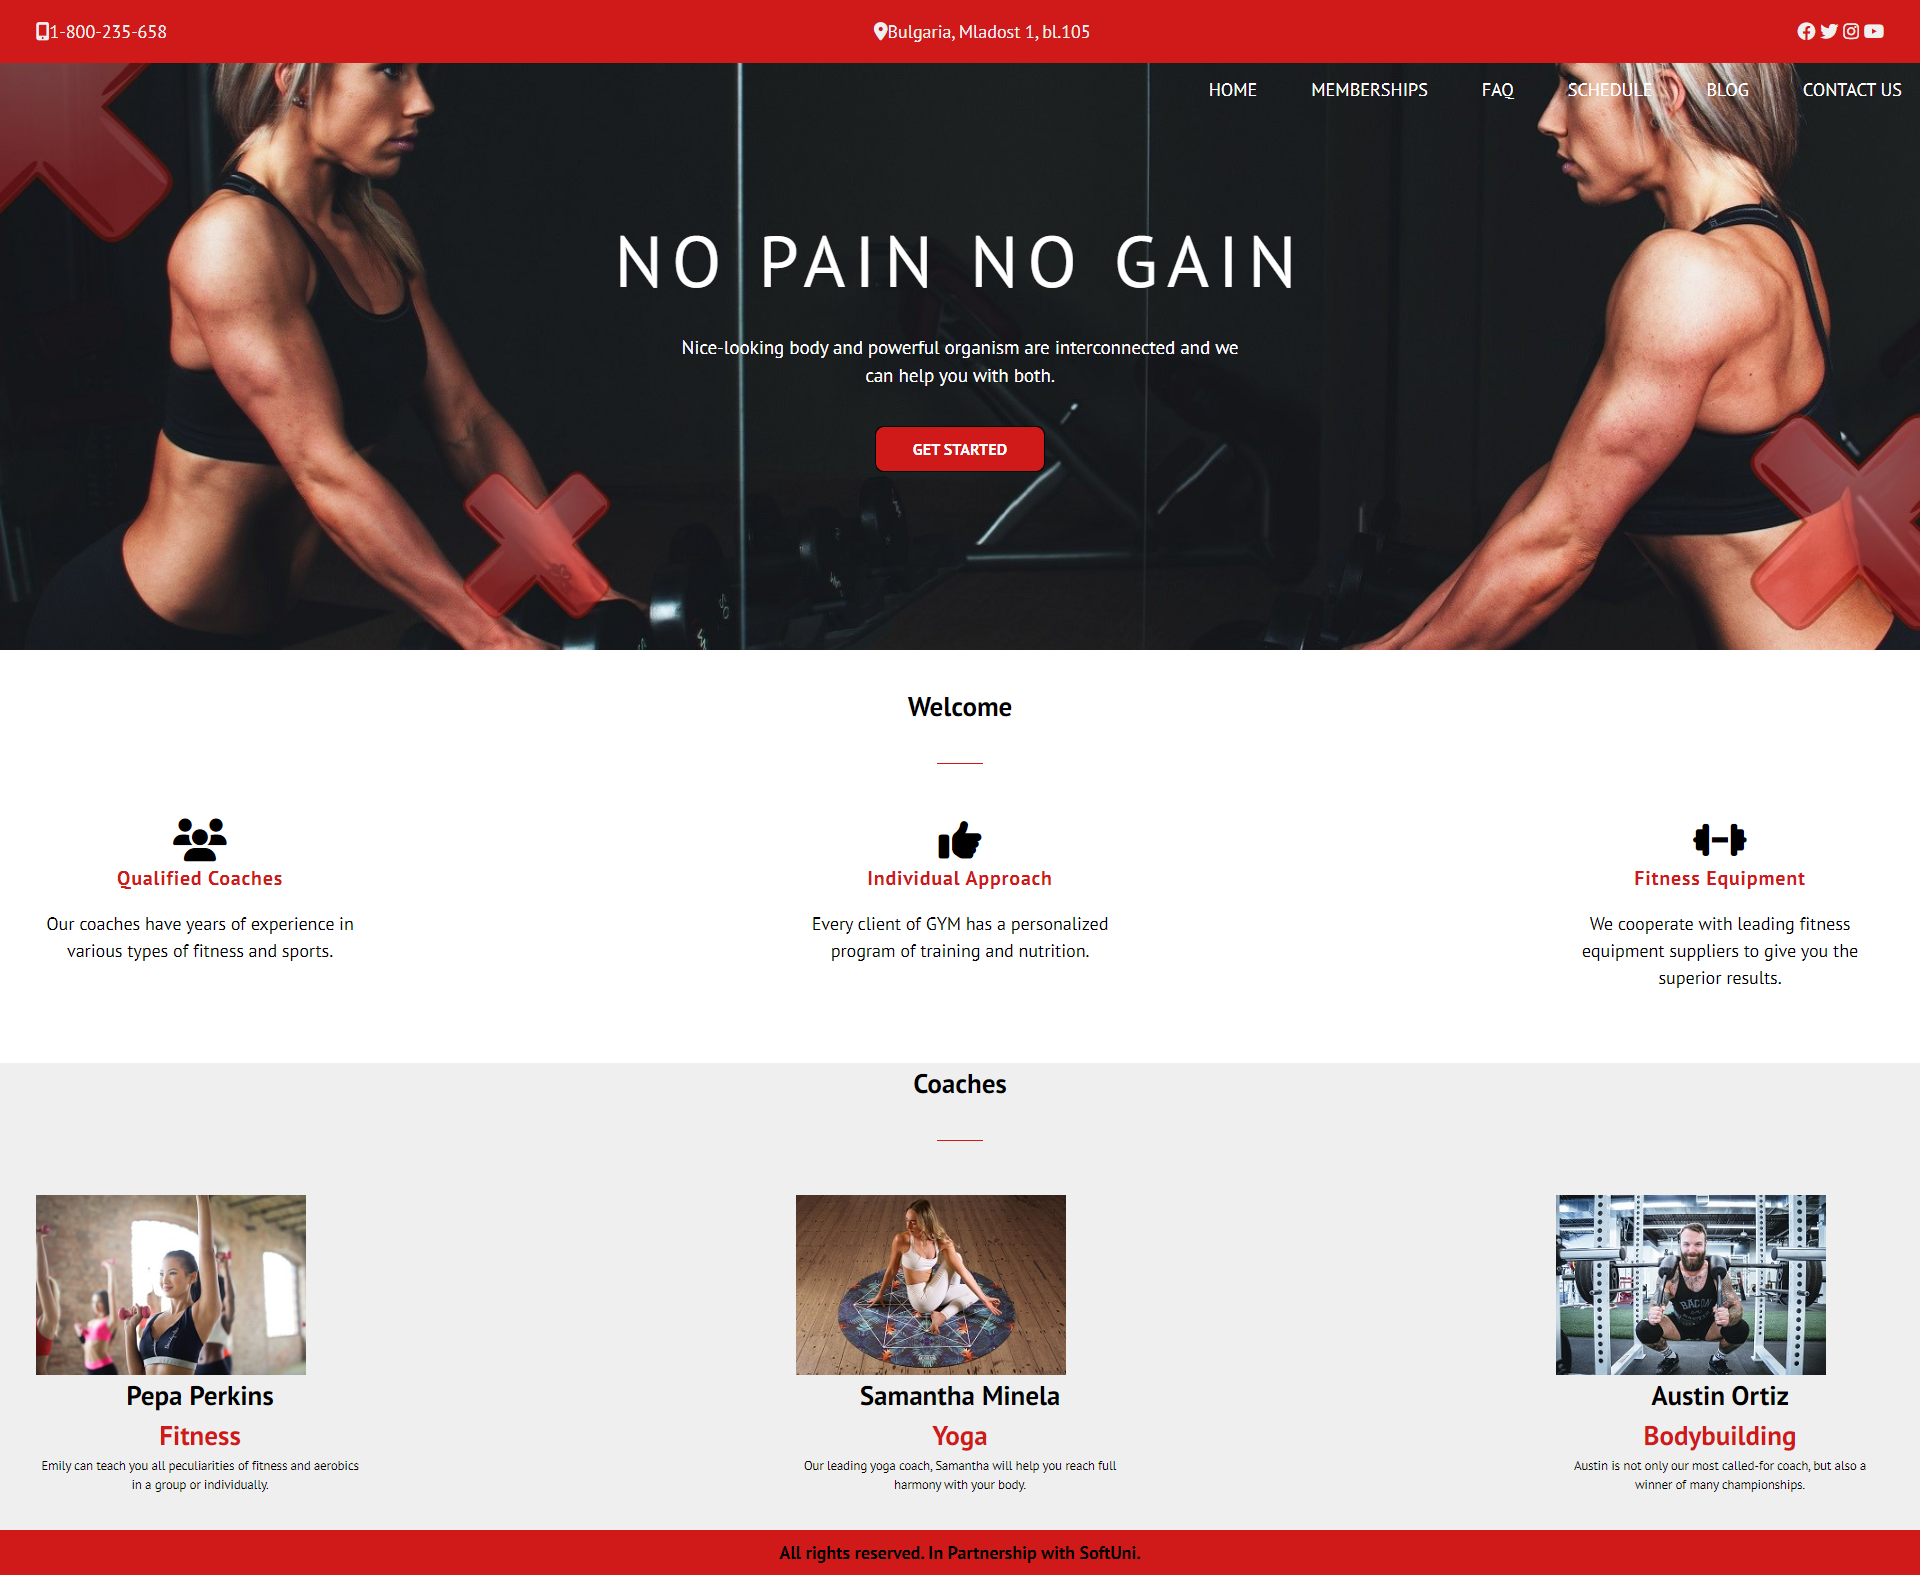 1-800-235-658
Bulgaria, Mladost 1, bl.105
HOME MEMBERSHIPS FAQ SCHEDULE BLOG CONTACT US
NO PAIN NO GAIN
Nice-looking body and powerful organism are interconnected and we
can help you with both.
GET STARTED
Welcome
Qualified Coaches
Our coaches have years of experience in
various types of fitness and sports.
Individual Approach
Every client of GYM has a personalized
program of training and nutrition.
Fitness Equipment
We cooperate with leading fitness
equipment suppliers to give you the
superior results.
Coaches
Pepa Perkins
Fitness
Emily can teach you all peculiarities of fitness and aerobics
in a group or individually.
Samantha Minela
Yoga
Our leading yoga coach, Samantha will help you reach full
harmony with your body.
BACON
Austin Ortiz
Bodybuilding
Austin is not only our most called-for coach, but also a
winner of many championships.
All rights reserved. In Partnership with SoftUni.